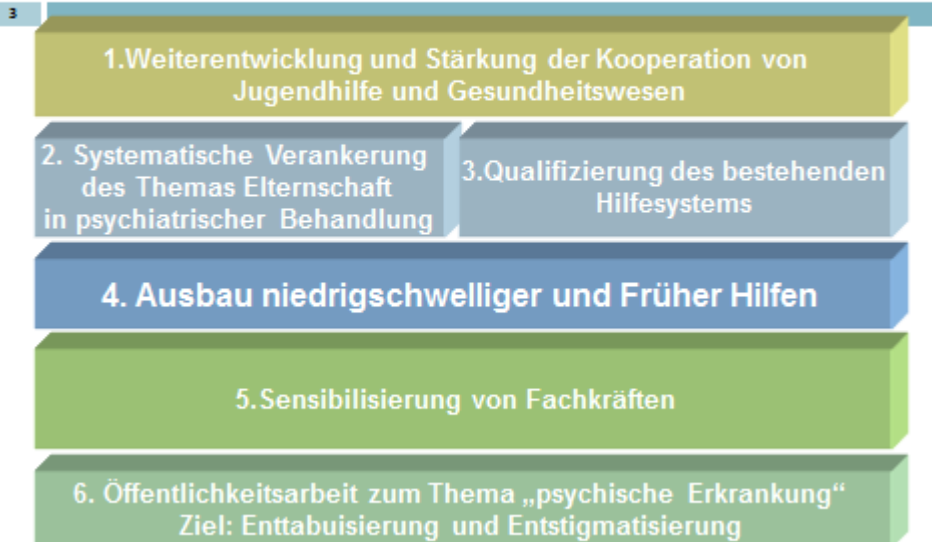 3
1.Weiterentwicklung und Stärkung der Kooperation von
Jugendhilfe und Gesundheitswesen
2. Systematische Verankerung
des Themas Elternschaft
in psychiatrischer Behandlung
3.Qualifizierung des bestehenden
Hilfesystems
4. Ausbau niedrigschwelliger und Früher Hilfen
5.Sensibilisierung von Fachkräften
6. Öffentlichkeitsarbeit zum Thema „psychische Erkrankung“
Ziel: Enttabuisierung und Entstigmatisierung